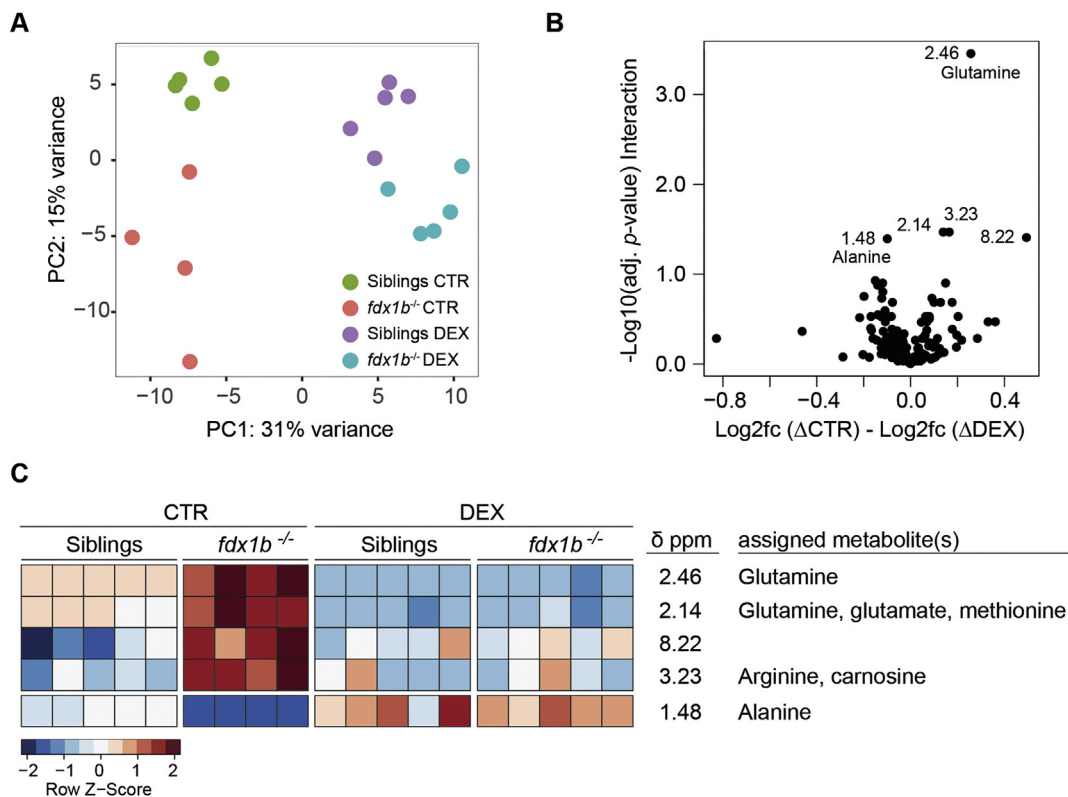 A
5
0
−5
−10
PC2: 15% variance
Siblings CTR
fdx1b-/- CTR
Siblings DEX
fdx1b-/- DEX
−10
−5
0
5
10
PC1: 31% variance
B
-Log10(adj. p-value) Interaction
3.0
2.0
1.0
0.0
2.46
Glutamine
3.23
2.14
8.22
1.48
Alanine
−0.8
−0.4
0.0
0.4
Log2fc (ΔCTR) - Log2fc (ΔDEX)
C
CTR
DEX
Siblings
fdx1b -/-
Siblings
fdx1b -/-
δ ppm assigned metabolite(s)
2.46 Glutamine
2.14 Glutamine, glutamate, methionine
8.22
3.23 Arginine, carnosine
1.48 Alanine
−2 −1 0 1 2
Row Z−Score